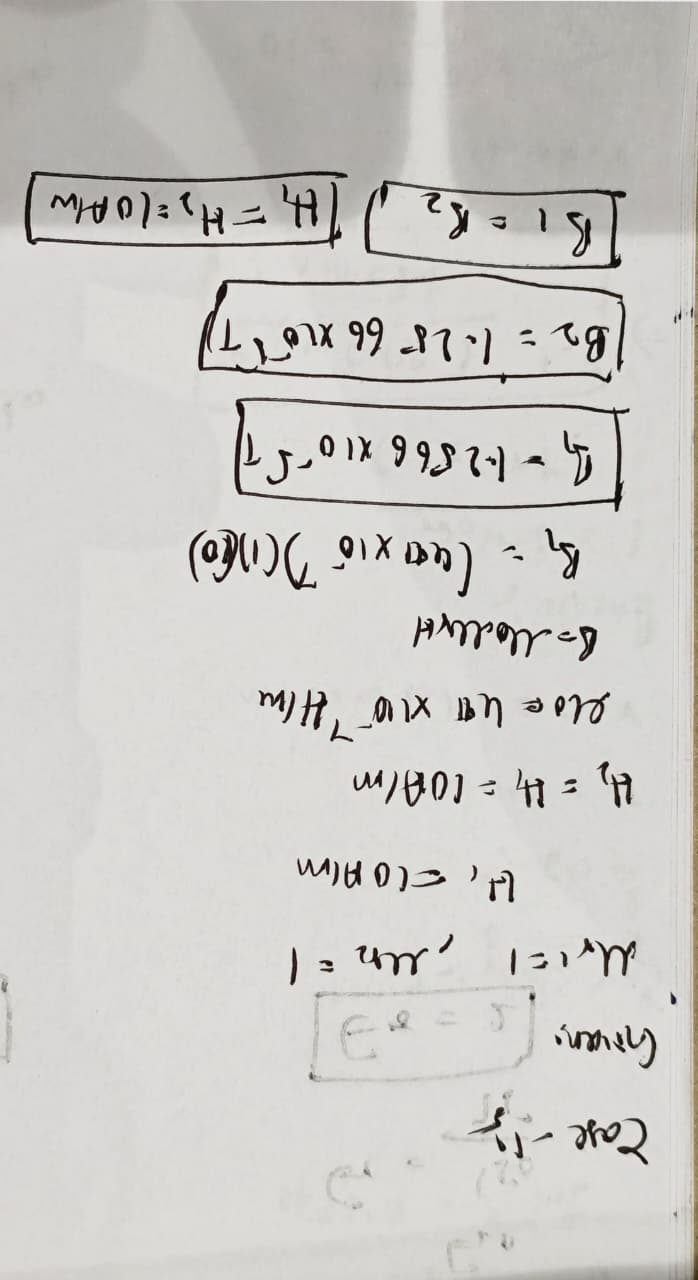 Case - 1:
Given:
μr1 = 1 , μr2 = 1
H1 = 10 A/m
H2 = H1 = 10 A/m
μ0 = 4π × 10^-7 H/m
B = μ0 μr H
B1 = (4π × 10^-7)(1)(10)
B1 = 1.2566 × 10^-5 T
B2 = 1.2566 × 10^-5 T
B1 = B2 H1 = H2 = 10 A/m